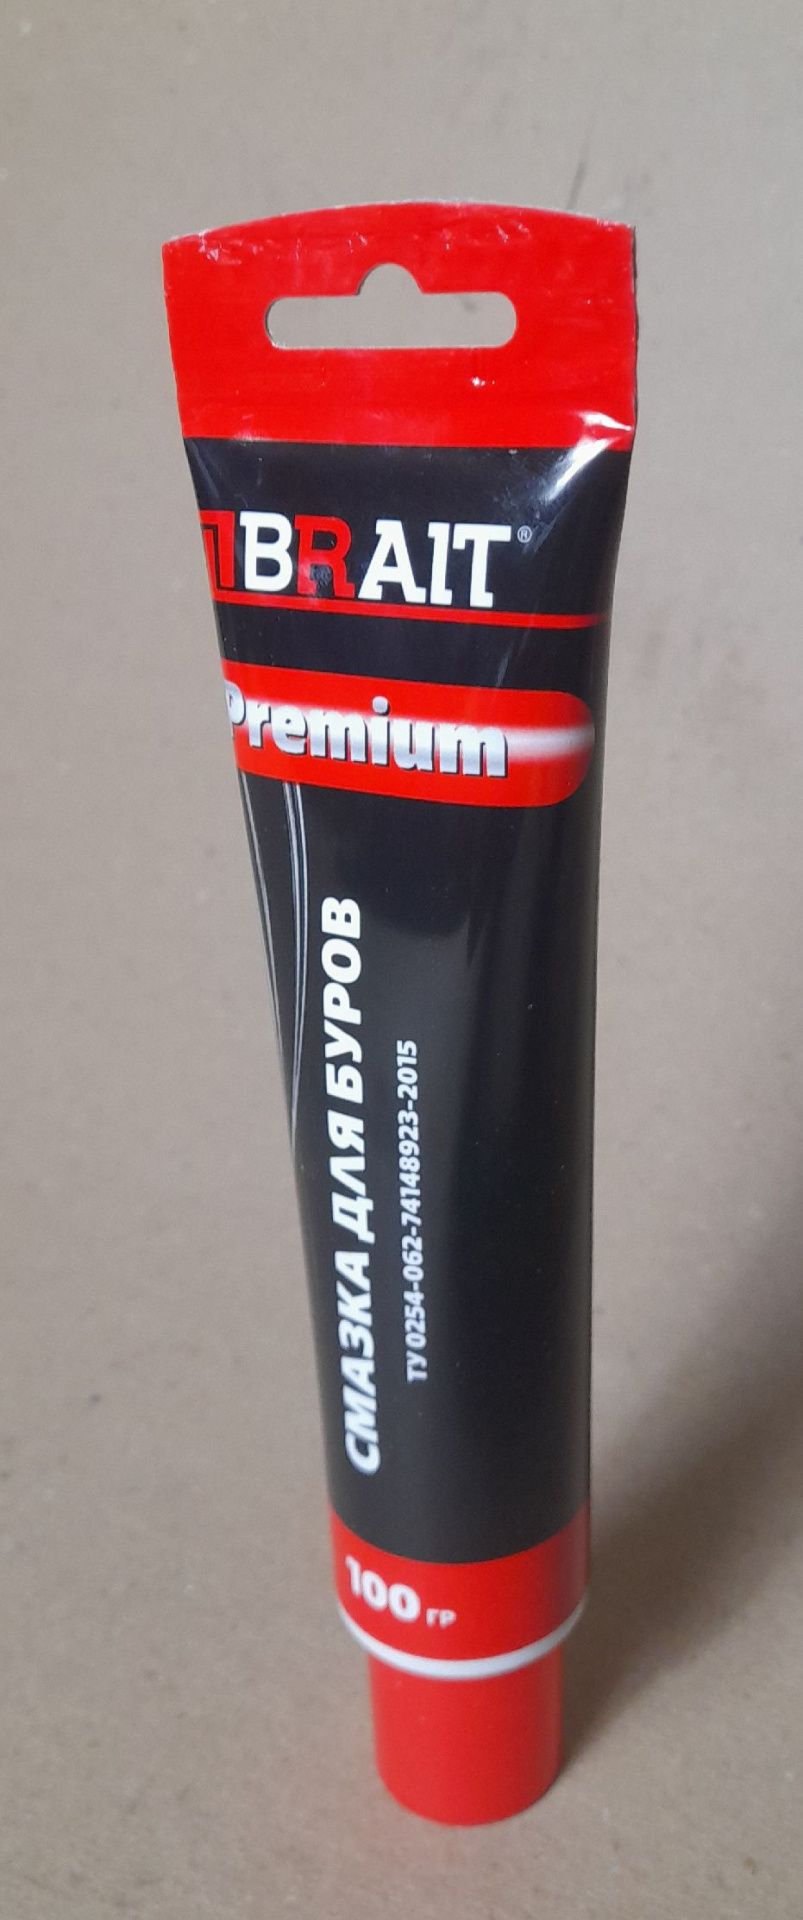 BRAIT®
Premium
СМАЗКА ДЛЯ БУРОВ
ТУ 0254-062-74148923-2015
100 ГР